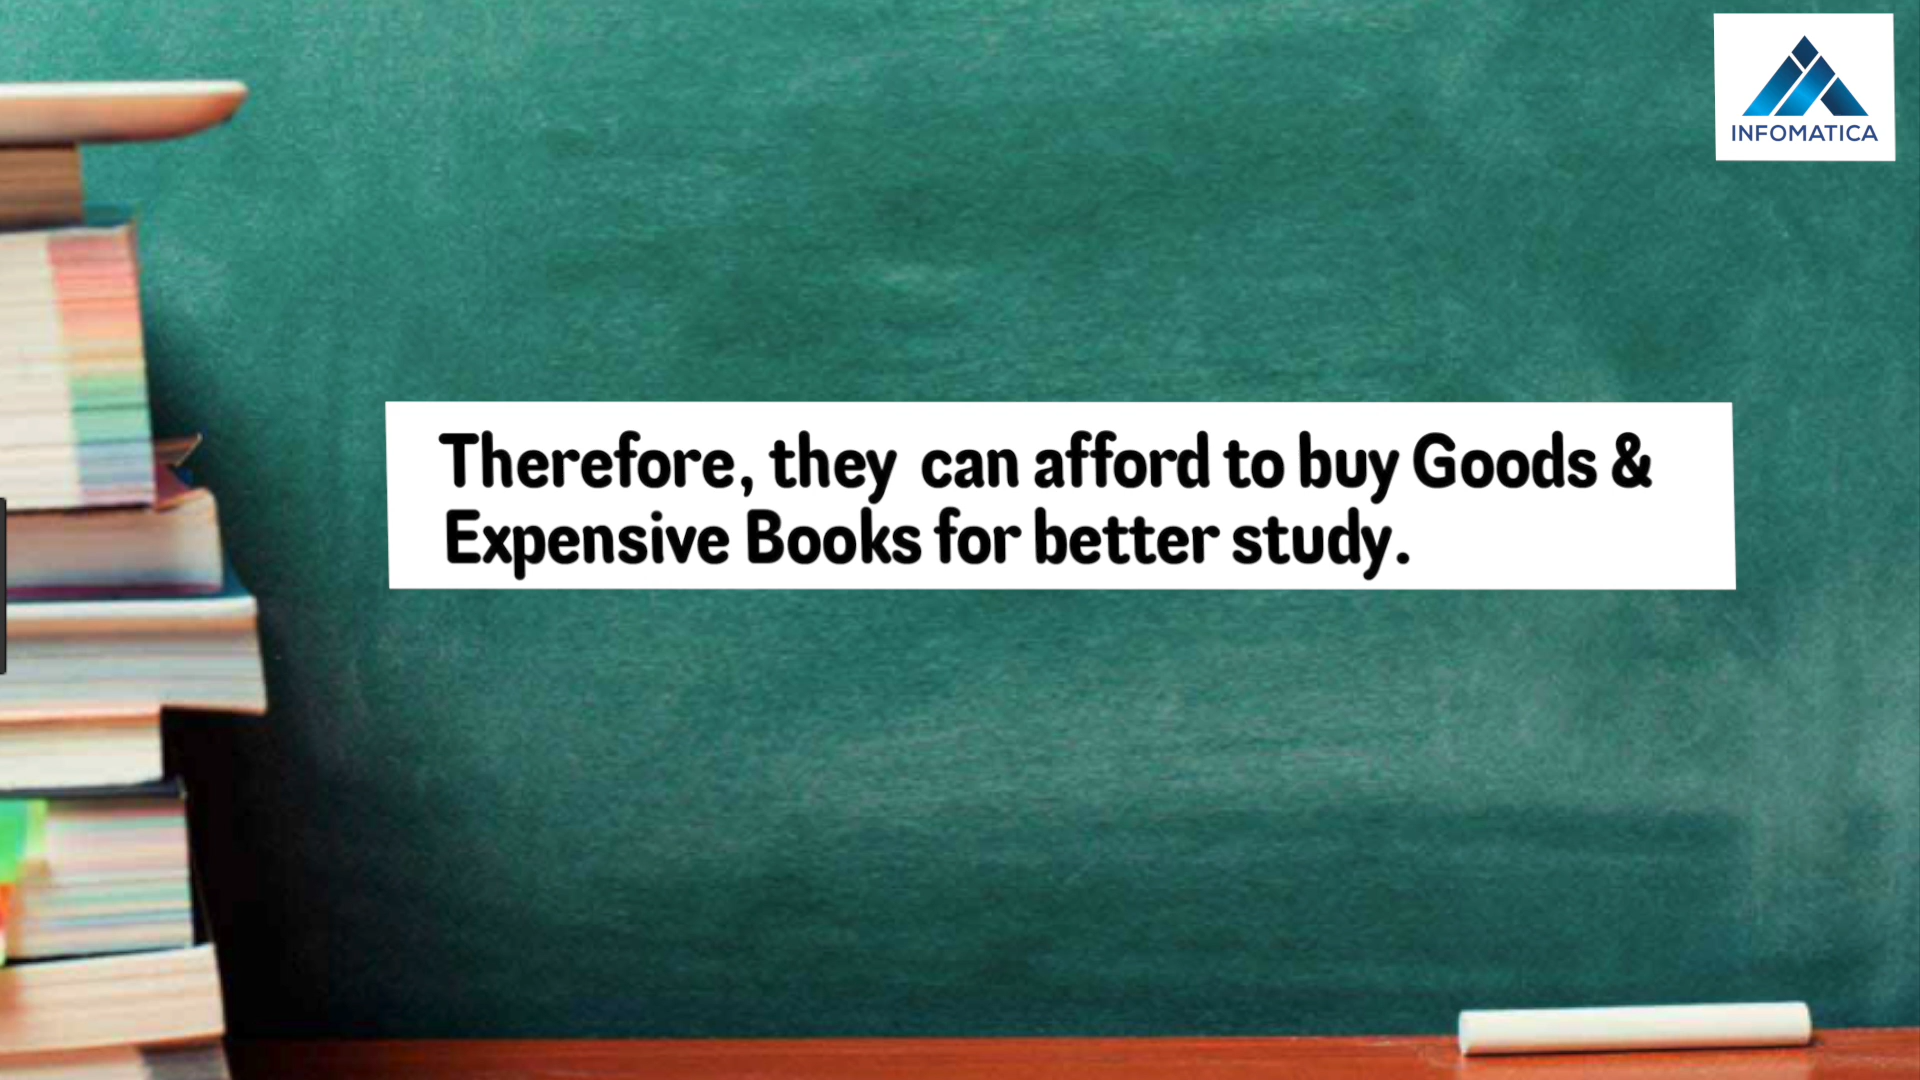 INFOMATICA
Therefore, they can afford to buy Goods &
Expensive Books for better study.